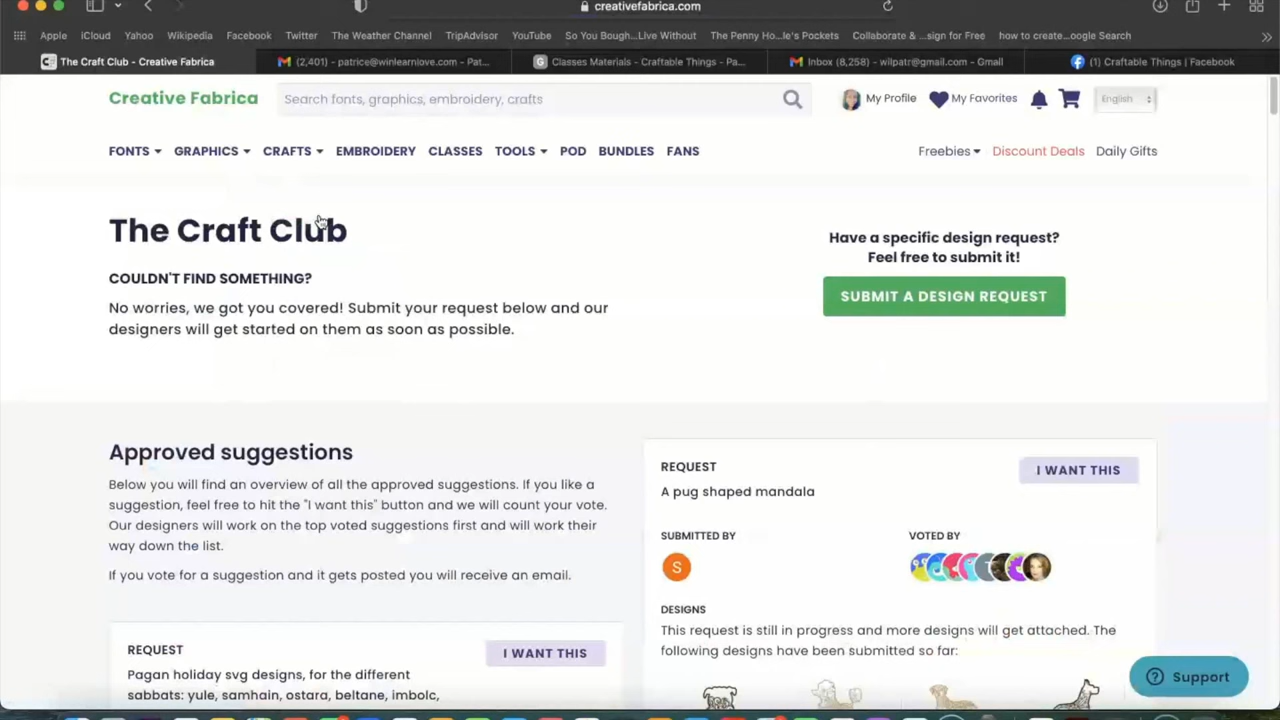 creativefabrica.com
Apple iCloud Yahoo Wikipedia Facebook Twitter The Weather Channel TripAdvisor YouTube So You Bough...Live Without The Penny Ho...le's Pockets Collaborate & ...sign for Free how to create...oogle Search
The Craft Club - Creative Fabrica
(2,401) - patrice@winlearnlove.com - Pat...
Classes Materials - Craftable Things - Pa...
Inbox (8,258) - wilpatr@gmail.com - Gmail
(1) Craftable Things | Facebook
Creative Fabrica
Search fonts, graphics, embroidery, crafts
My Profile
My Favorites
English
FONTS GRAPHICS CRAFTS EMBROIDERY CLASSES TOOLS POD BUNDLES FANS
Freebies Discount Deals Daily Gifts
The Craft Club
COULDN'T FIND SOMETHING?
No worries, we got you covered! Submit your request below and our
designers will get started on them as soon as possible.
Have a specific design request?
Feel free to submit it!
SUBMIT A DESIGN REQUEST
Approved suggestions
Below you will find an overview of all the approved suggestions. If you like a
suggestion, feel free to hit the "I want this" button and we will count your vote.
Our designers will work on the top voted suggestions first and will work their
way down the list.
If you vote for a suggestion and it gets posted you will receive an email.
REQUEST
I WANT THIS
Pagan holiday svg designs, for the different
sabbats: yule, samhain, ostara, beltane, imbolc,
REQUEST
I WANT THIS
A pug shaped mandala
SUBMITTED BY
VOTED BY
S
DESIGNS
This request is still in progress and more designs will get attached. The
following designs have been submitted so far:
Support